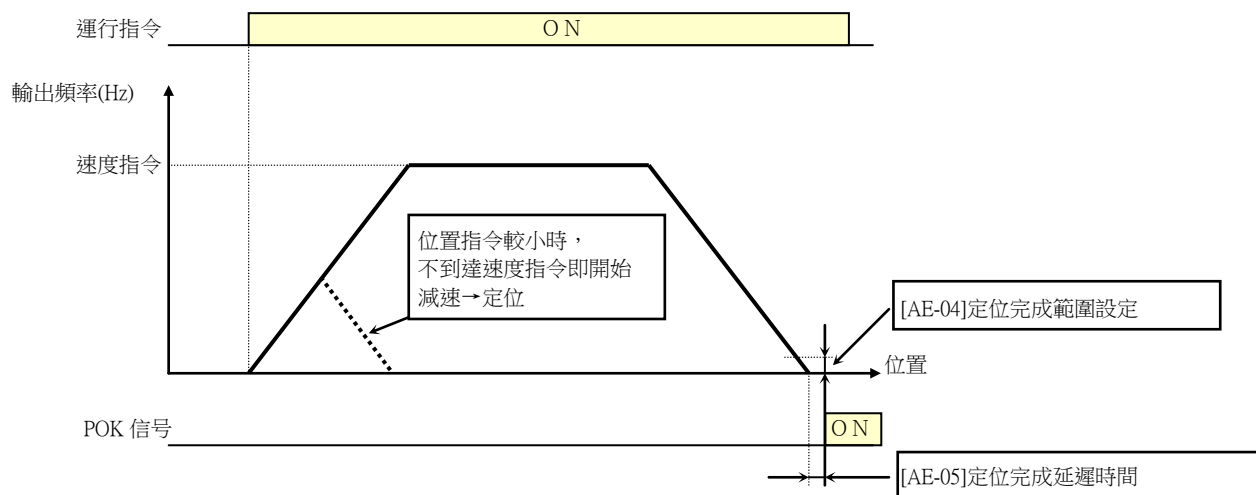 運行指令
O N
輸出頻率(Hz)
速度指令
位置指令較小時，
不到達速度指令即開始
減速→定位
[AE-04]定位完成範圍設定
位置
POK 信号
O N
[AE-05]定位完成延遲時間